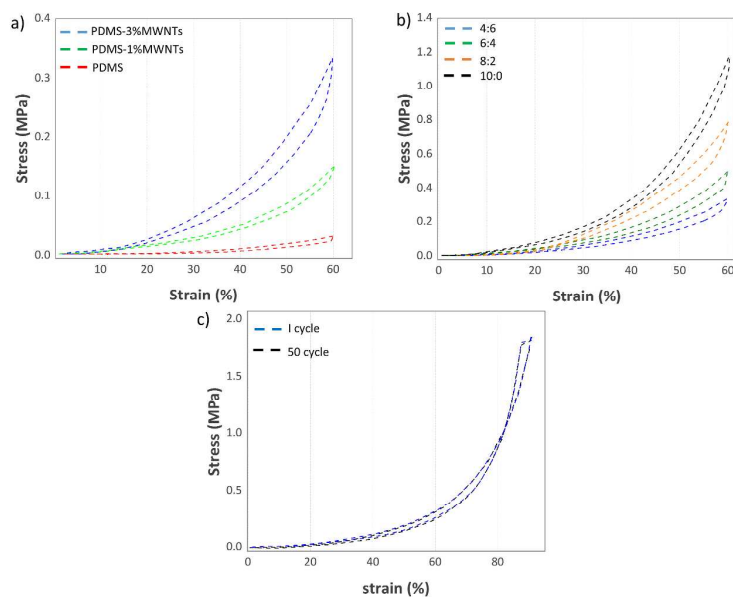 a)
PDMS-3%MWNTs
PDMS-1%MWNTs
PDMS
Stress (MPa)
0.4
0.3
0.2
0.1
0.0
10 20 30 40 50 60
Strain (%)
b)
4:6
6:4
8:2
10:0
Stress (MPa)
1.4
1.2
1.0
0.8
0.6
0.4
0.2
0.0
0 10 20 30 40 50 60
Strain (%)
c)
I cycle
50 cycle
Stress (MPa)
2.0
1.5
1.0
0.5
0.0
0 20 40 60 80
strain (%)